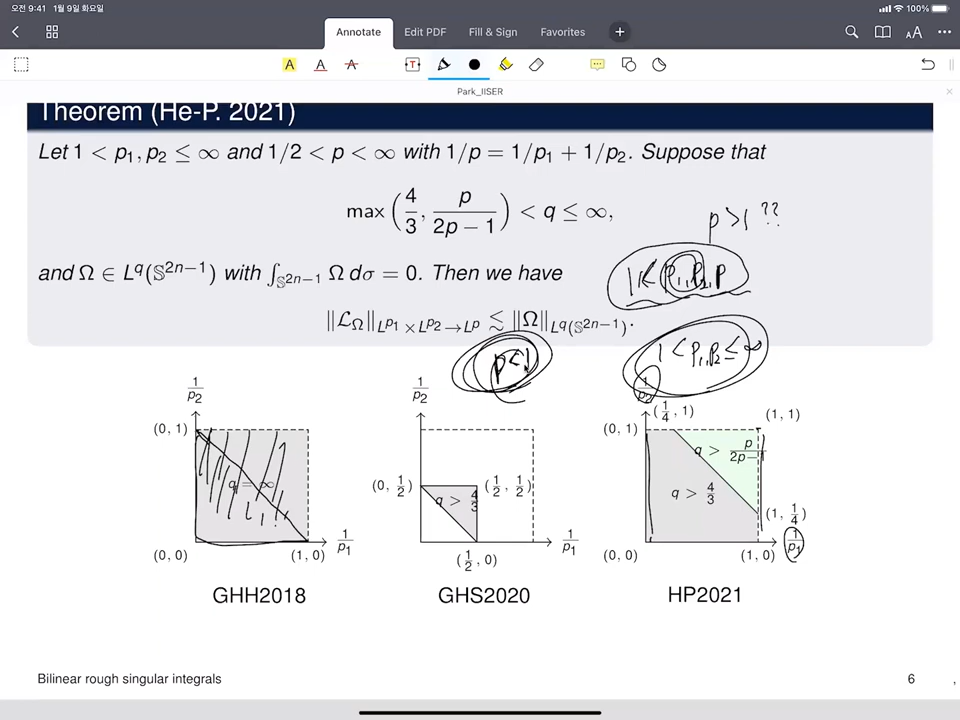 오전 9:41 1월 9일 화요일
100%
Annotate Edit PDF Fill & Sign Favorites
AA
A A A T
Park_IISER
Theorem (He-P. 2021)
Let 1 < p₁, p₂ ≤ ∞ and 1/2 < p < ∞ with 1/p = 1/p₁ + 1/p₂. Suppose that
max(4/3, p/(2p−1)) < q ≤ ∞,
p > 1 ??
and Ω ∈ L^q(𝕊^{2n−1}) with ∫_{𝕊^{2n−1}} Ω dσ = 0. Then we have
1 < p₁, p₂, p
‖ℒ_Ω‖_{L^{p₁}×L^{p₂}→L^p} ≲ ‖Ω‖_{L^q(𝕊^{2n−1})}.
p < 1
1 < p₁, p₂ ≤ ∞
1/p₂
(0, 1)
q = ∞
(0, 0)
(1, 0)
1/p₁
GHH2018
1/p₂
(0, 1/2)
(1/2, 1/2)
q > 4/3
(1/2, 0)
1/p₁
GHS2020
1/p₂
(1/4, 1)
(1, 1)
(0, 1)
q > p/(2p−1)
q > 4/3
(1, 1/4)
(0, 0)
(1, 0)
1/p₁
HP2021
Bilinear rough singular integrals
6